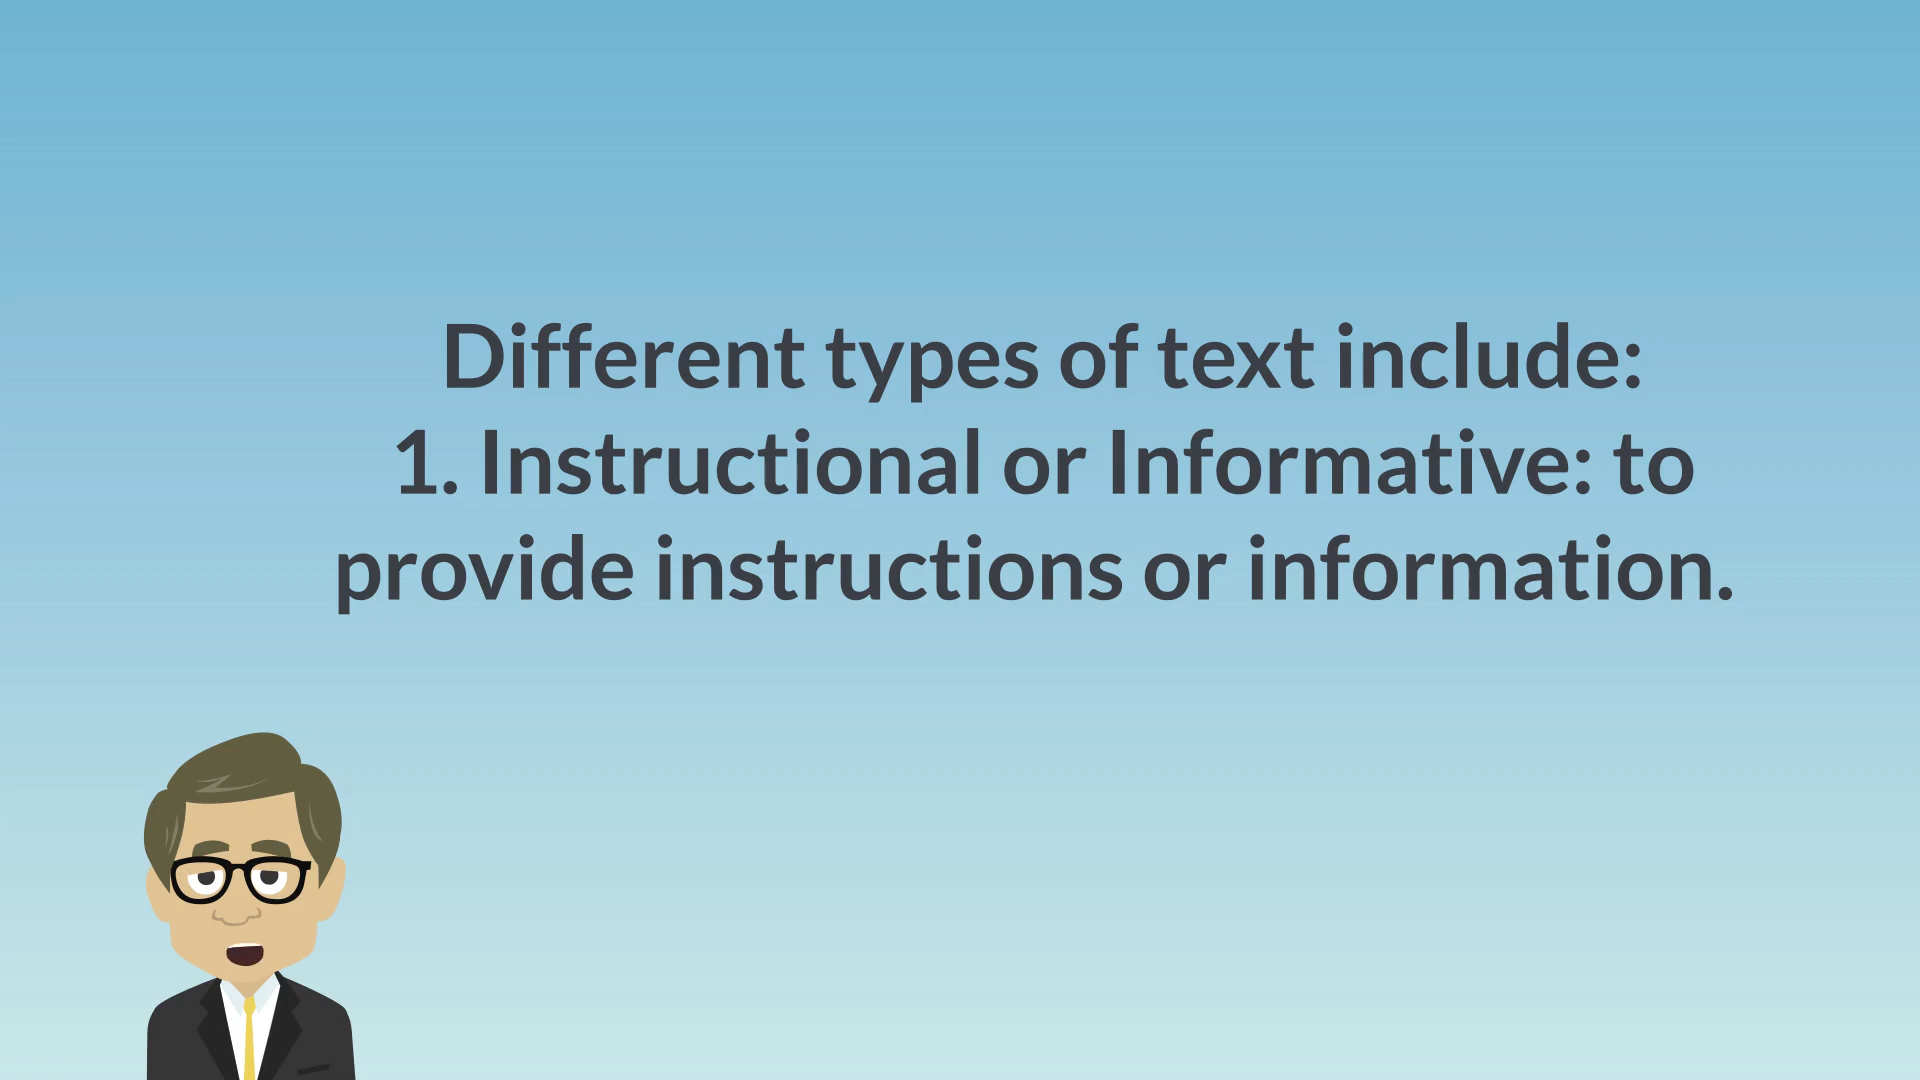 Different types of text include:
1. Instructional or Informative: to
provide instructions or information.